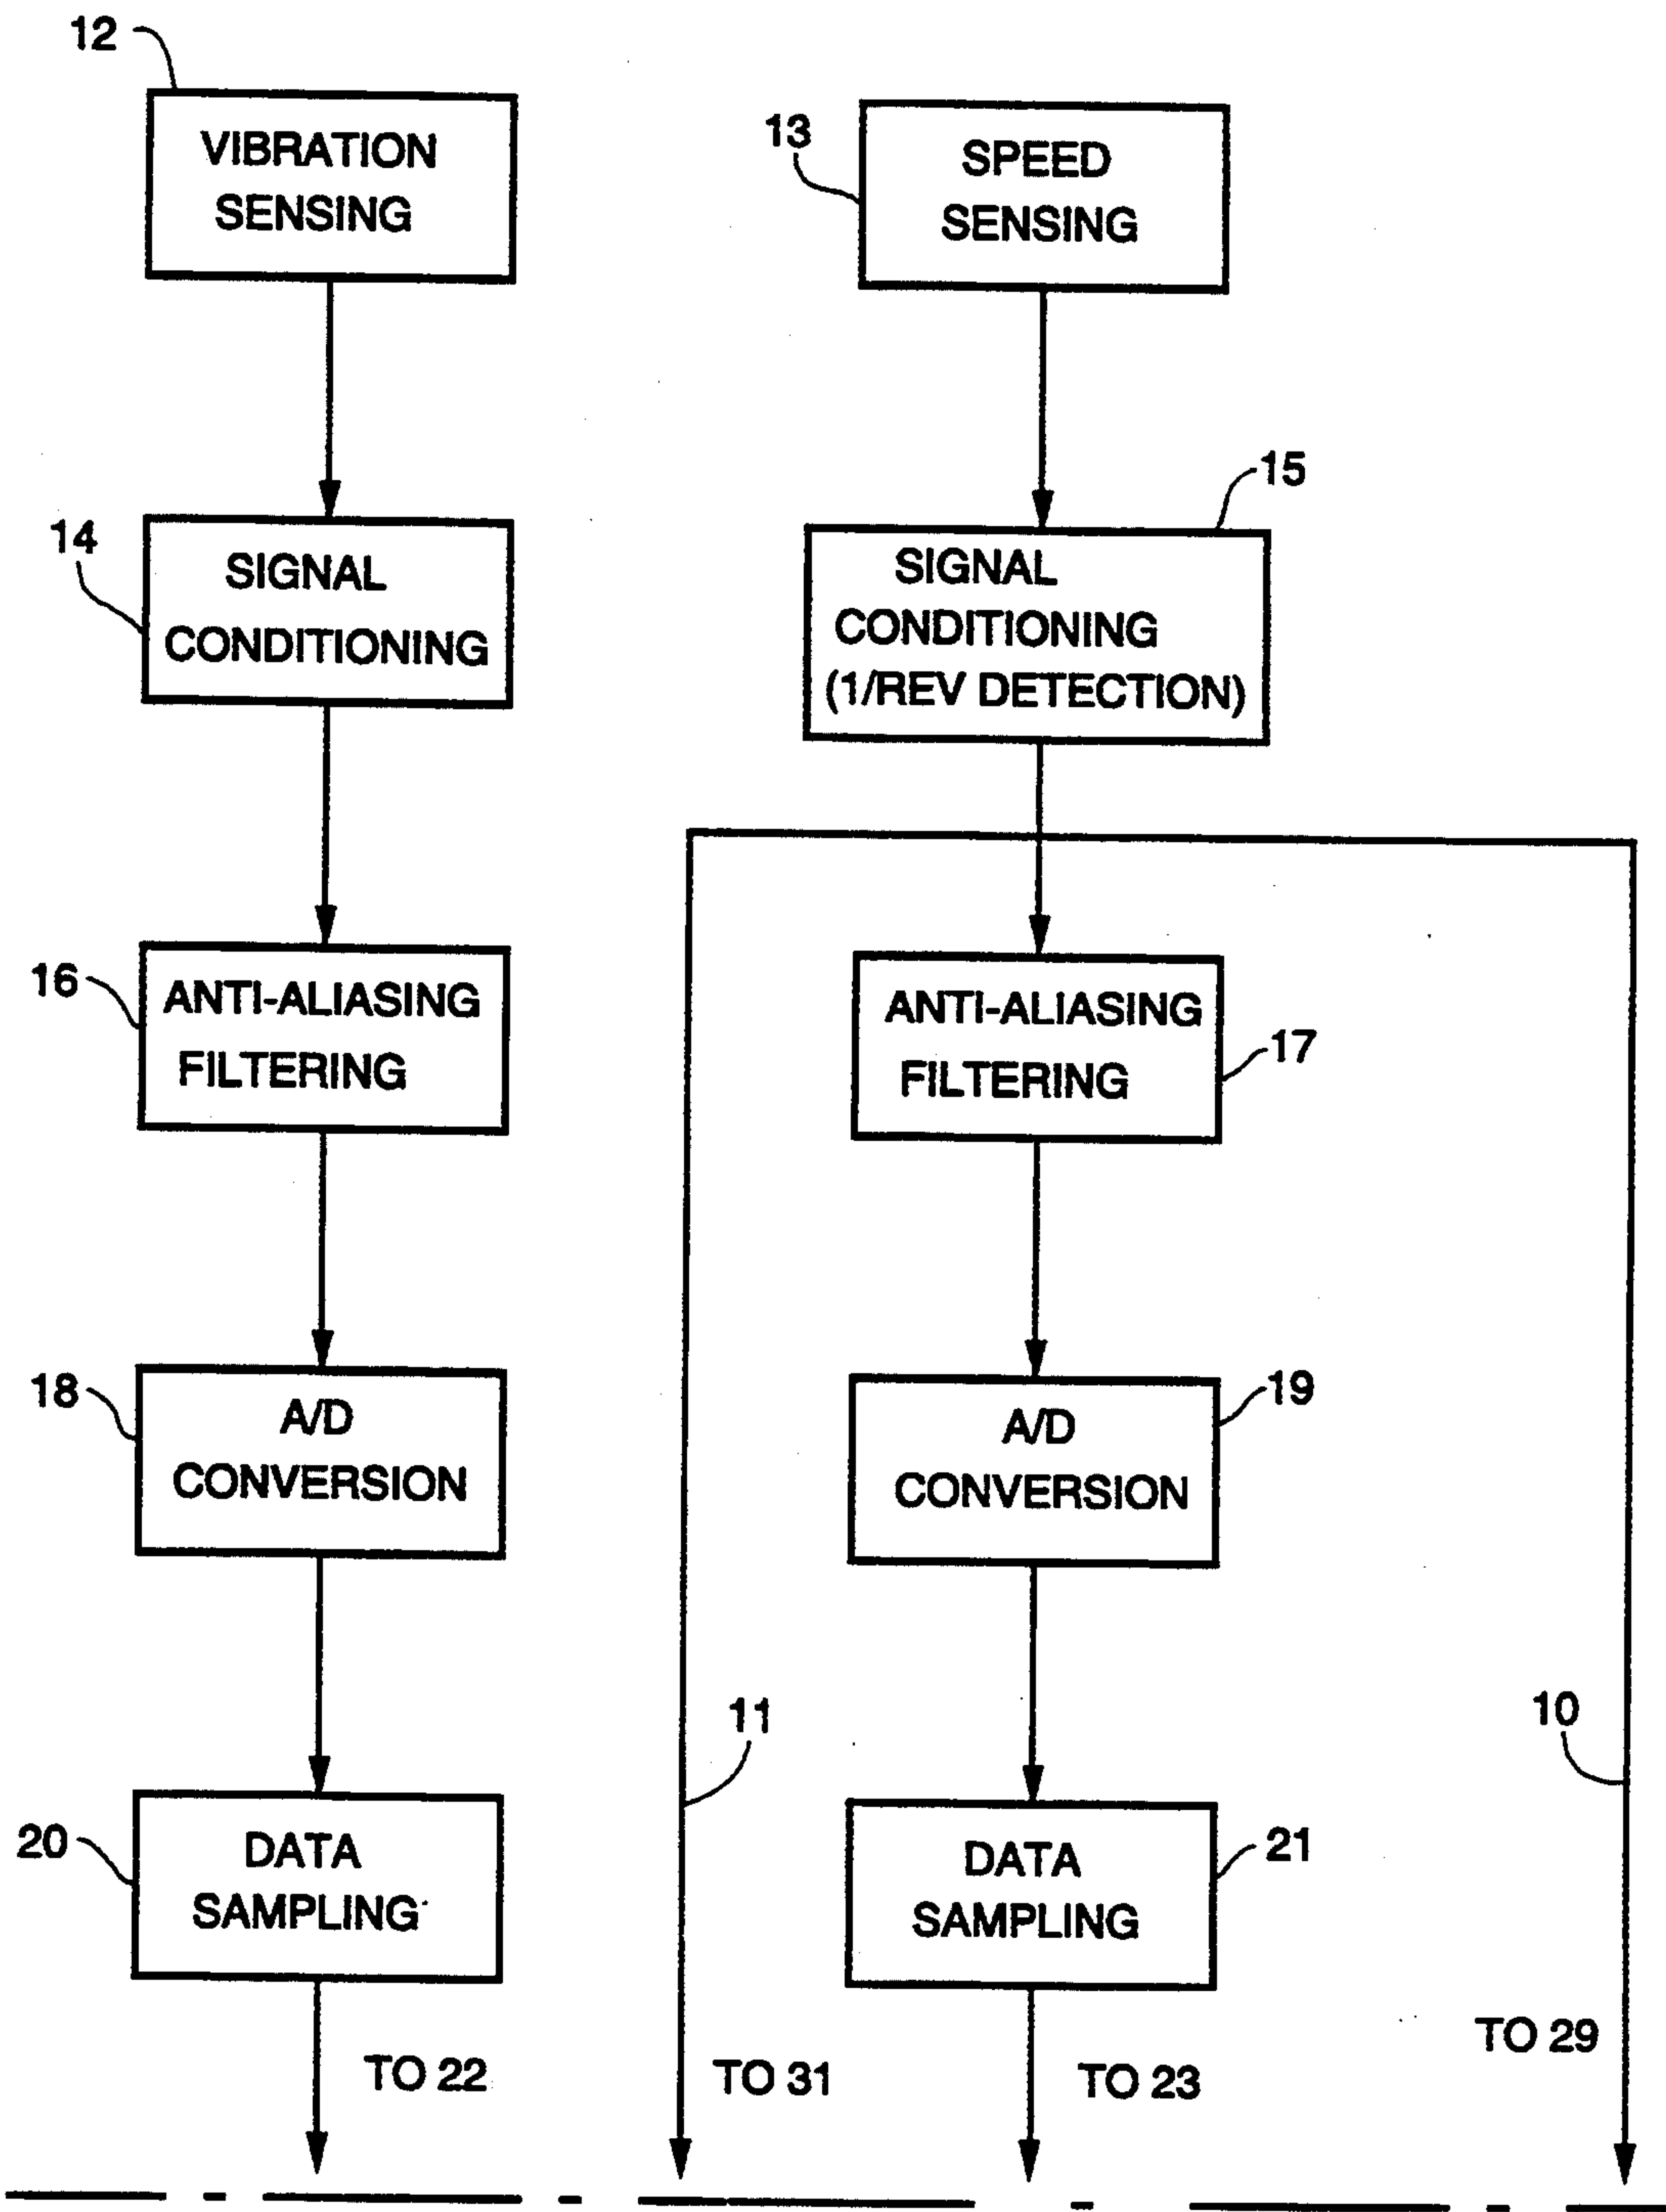 12
VIBRATION
SENSING
13
SPEED
SENSING
14
SIGNAL
CONDITIONING
15
SIGNAL
CONDITIONING
(1/REV DETECTION)
16
ANTI-ALIASING
FILTERING
ANTI-ALIASING
FILTERING
17
18
A/D
CONVERSION
A/D
CONVERSION
19
11
10
20
DATA
SAMPLING
DATA
SAMPLING
21
TO 22
TO 31
TO 23
TO 29